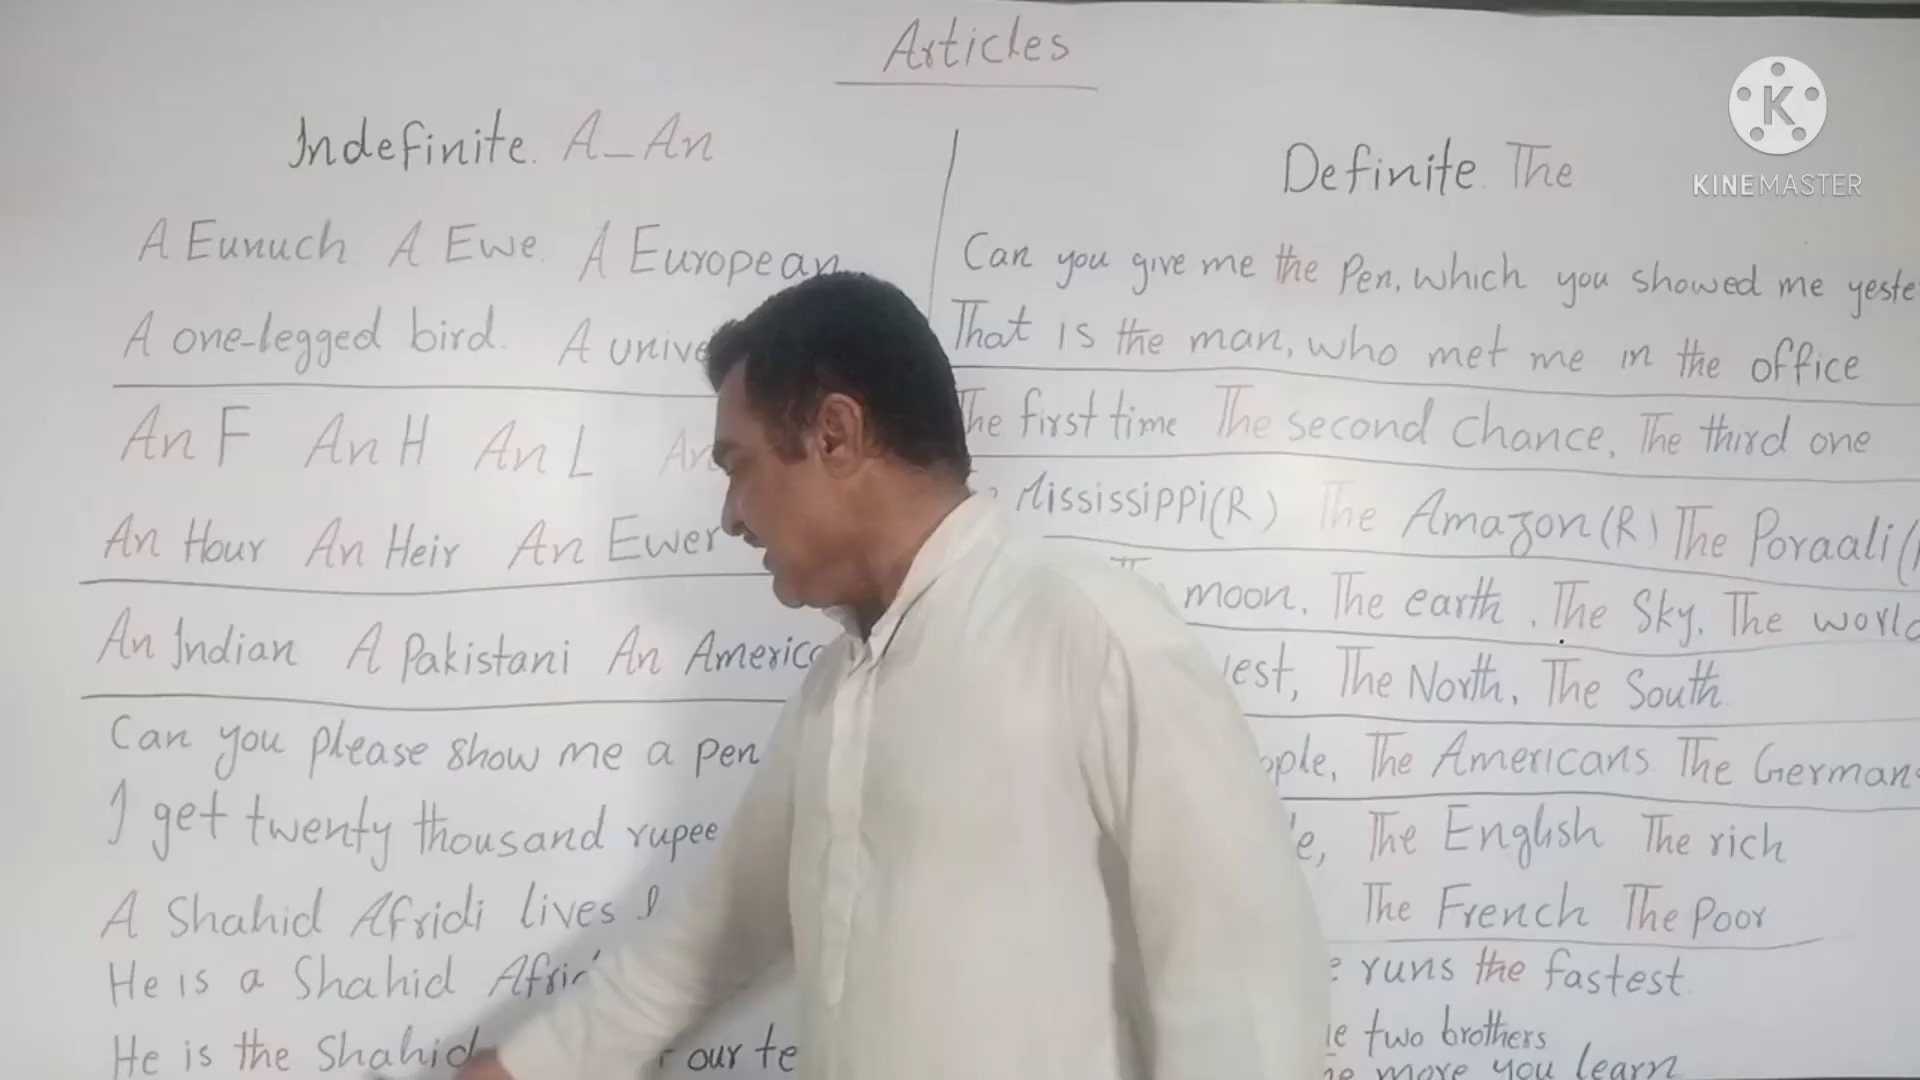 Articles
Indefinite. A_An
A Eunuch A Ewe. A European
A one-legged bird. A
An F An H An L
An Hour An Heir An Ewer
An Indian A Pakistani An
Can you please show me a pen
I get twenty thousand
A Shahid Afridi lives
He is a Shahid
He is the Shahid our
Definite. The
Can you give me the Pen, which you showed me
That is the man, who met me in the office
The first time The second Chance, The third one
Mississippi(R) The Amazon(R) The Poraali
moon. The earth. The Sky. The world
The North, The South.
The Americans The German
The English The rich
The French The Poor
runs the fastest.
two brothers
more you learn
KINEMASTER